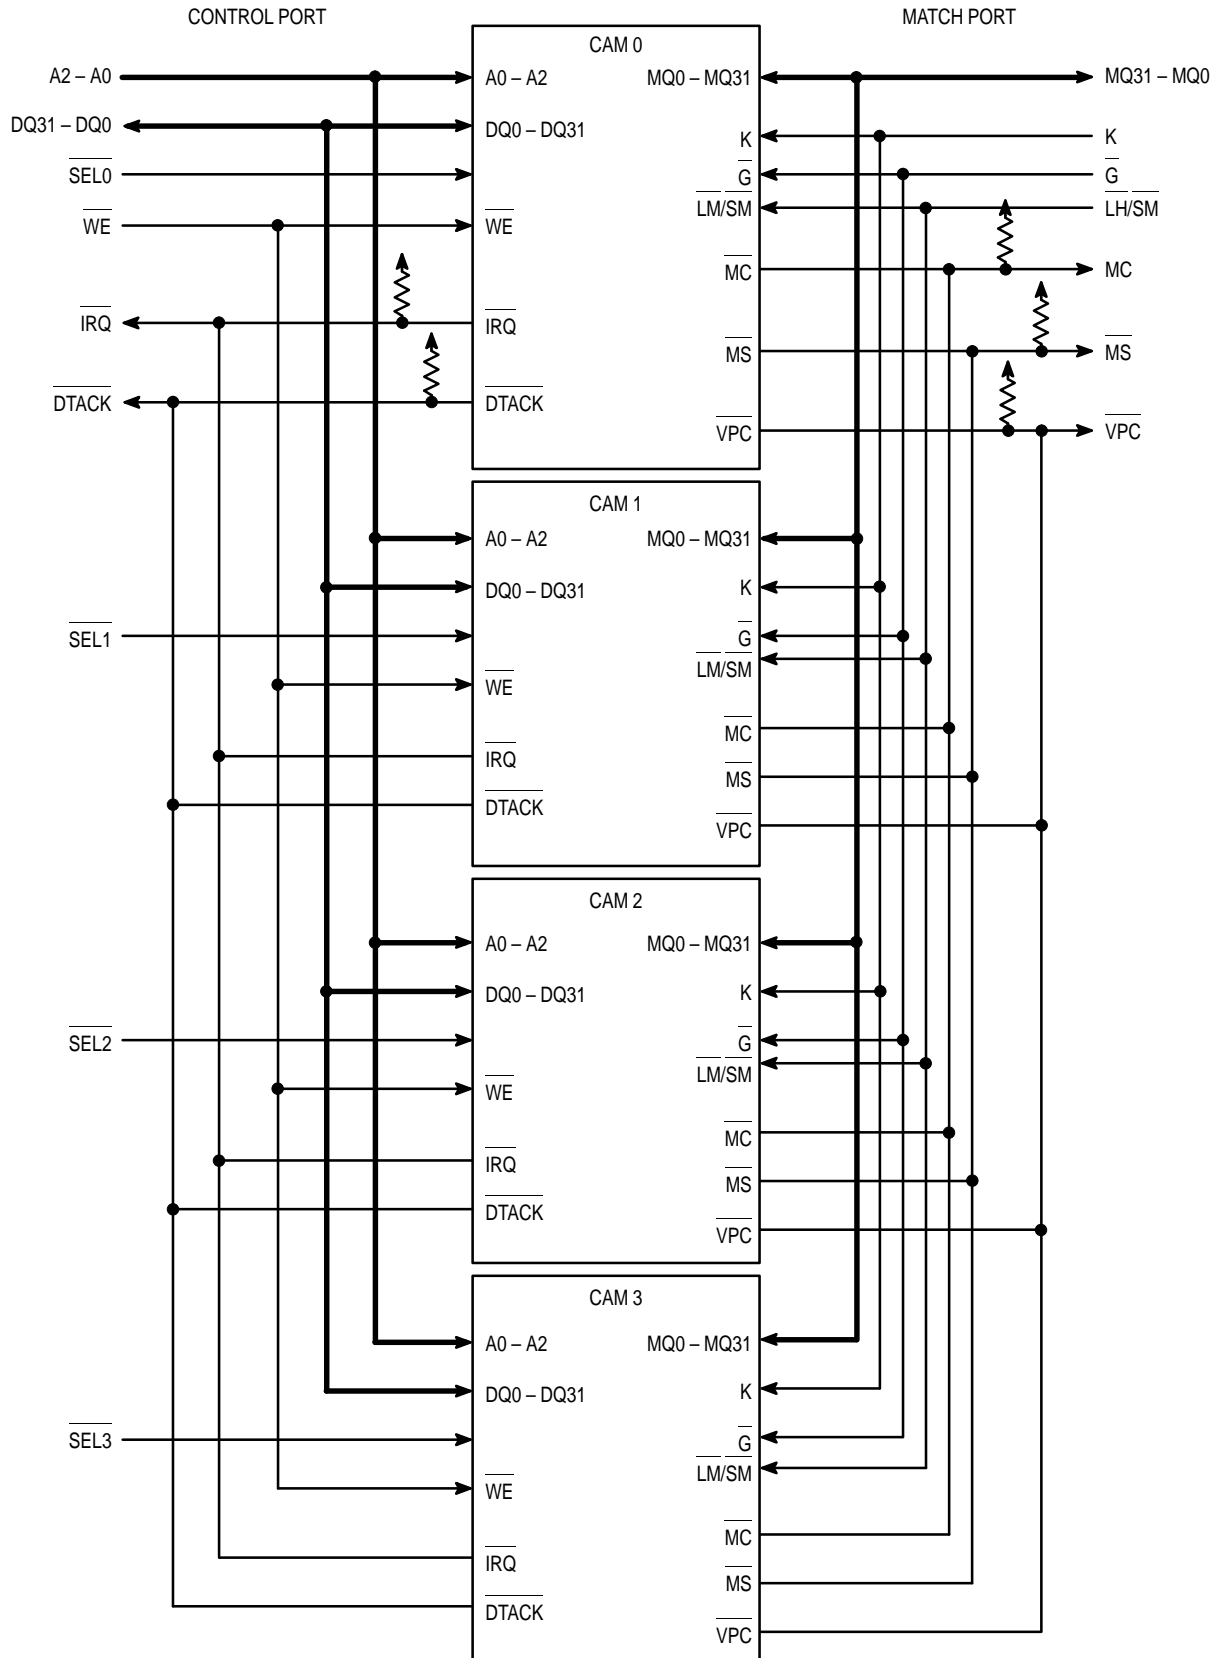 CONTROL PORT
MATCH PORT
CAM 0
A2 – A0
A0 – A2
MQ0 – MQ31
MQ31 – MQ0
DQ31 – DQ0
DQ0 – DQ31
K
K
SEL0
G
G
LM/SM
LH/SM
WE
WE
MC
MC
IRQ
IRQ
MS
MS
DTACK
DTACK
VPC
VPC
CAM 1
A0 – A2
MQ0 – MQ31
DQ0 – DQ31
K
SEL1
G
LM/SM
WE
MC
IRQ
MS
DTACK
VPC
CAM 2
A0 – A2
MQ0 – MQ31
DQ0 – DQ31
K
SEL2
G
LM/SM
WE
MC
IRQ
MS
DTACK
VPC
CAM 3
A0 – A2
MQ0 – MQ31
DQ0 – DQ31
K
SEL3
G
LM/SM
WE
MC
IRQ
MS
DTACK
VPC